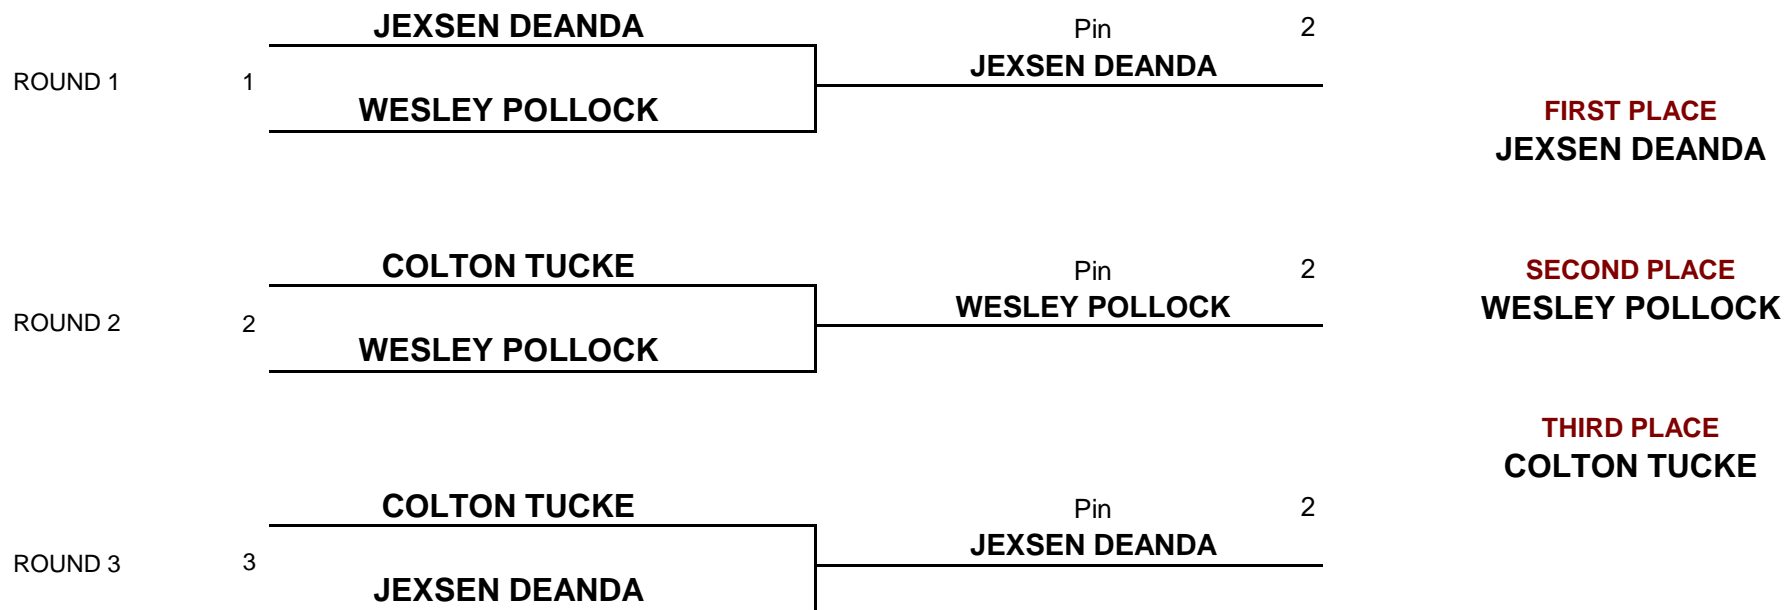 JEXSEN DEANDA
Pin 2
JEXSEN DEANDA
ROUND 1 1
WESLEY POLLOCK
FIRST PLACE
JEXSEN DEANDA
COLTON TUCKE
Pin 2
SECOND PLACE
WESLEY POLLOCK
WESLEY POLLOCK
ROUND 2 2
WESLEY POLLOCK
THIRD PLACE
COLTON TUCKE
COLTON TUCKE
Pin 2
JEXSEN DEANDA
ROUND 3 3
JEXSEN DEANDA